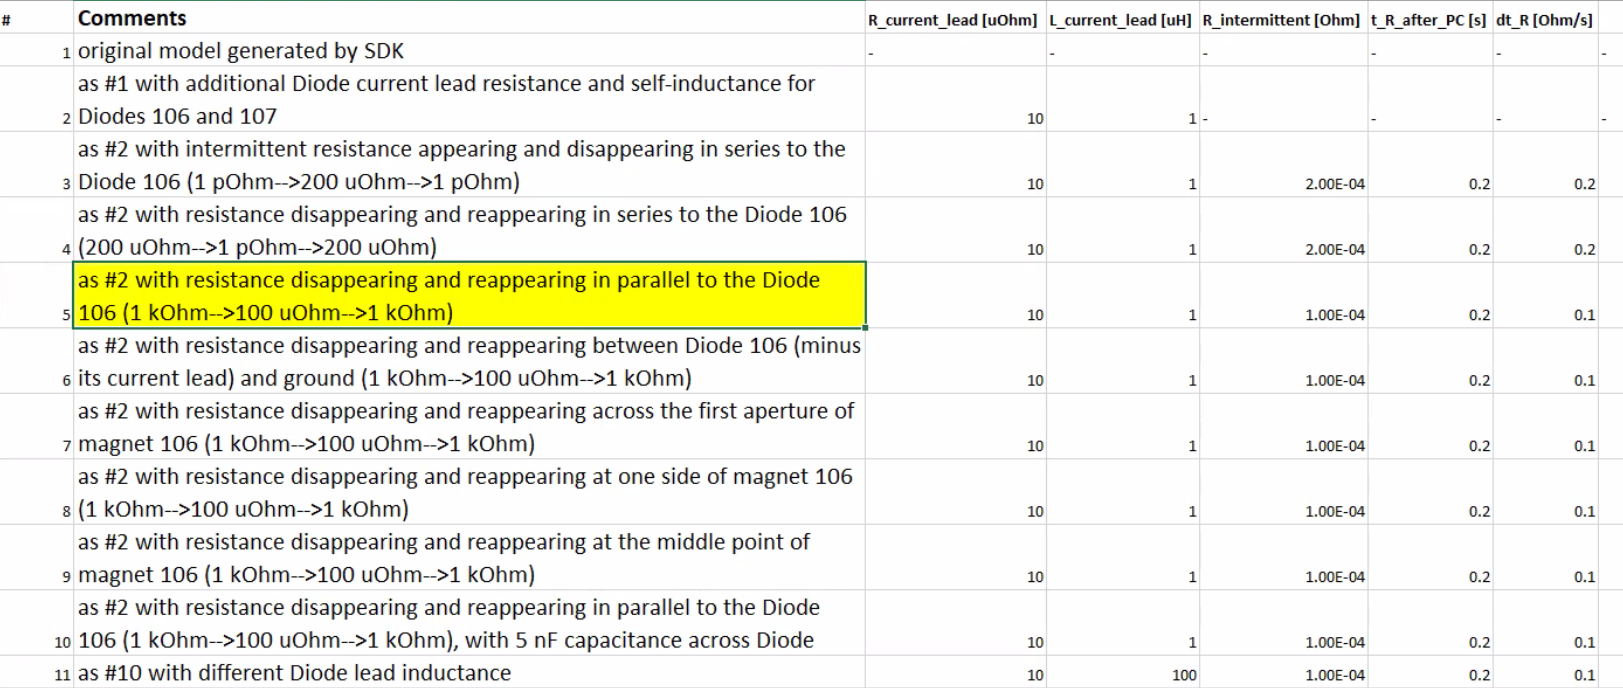 # Comments R_current_lead [uOhm] L_current_lead [uH] R_intermittent [Ohm] t_R_after_PC [s] dt_R [Ohm/s]
1 original model generated by SDK - - - - - -
as #1 with additional Diode current lead resistance and self-inductance for
2 Diodes 106 and 107 10 1 - - - -
as #2 with intermittent resistance appearing and disappearing in series to the
3 Diode 106 (1 pOhm-->200 uOhm-->1 pOhm) 10 1 2.00E-04 0.2 0.2
as #2 with resistance disappearing and reappearing in series to the Diode 106
4 (200 uOhm-->1 pOhm-->200 uOhm) 10 1 2.00E-04 0.2 0.2
as #2 with resistance disappearing and reappearing in parallel to the Diode
5 106 (1 kOhm-->100 uOhm-->1 kOhm) 10 1 1.00E-04 0.2 0.1
as #2 with resistance disappearing and reappearing between Diode 106 (minus
6 its current lead) and ground (1 kOhm-->100 uOhm-->1 kOhm) 10 1 1.00E-04 0.2 0.1
as #2 with resistance disappearing and reappearing across the first aperture of
7 magnet 106 (1 kOhm-->100 uOhm-->1 kOhm) 10 1 1.00E-04 0.2 0.1
as #2 with resistance disappearing and reappearing at one side of magnet 106
8 (1 kOhm-->100 uOhm-->1 kOhm) 10 1 1.00E-04 0.2 0.1
as #2 with resistance disappearing and reappearing at the middle point of
9 magnet 106 (1 kOhm-->100 uOhm-->1 kOhm) 10 1 1.00E-04 0.2 0.1
as #2 with resistance disappearing and reappearing in parallel to the Diode
10 106 (1 kOhm-->100 uOhm-->1 kOhm), with 5 nF capacitance across Diode 10 1 1.00E-04 0.2 0.1
11 as #10 with different Diode lead inductance 10 100 1.00E-04 0.2 0.1